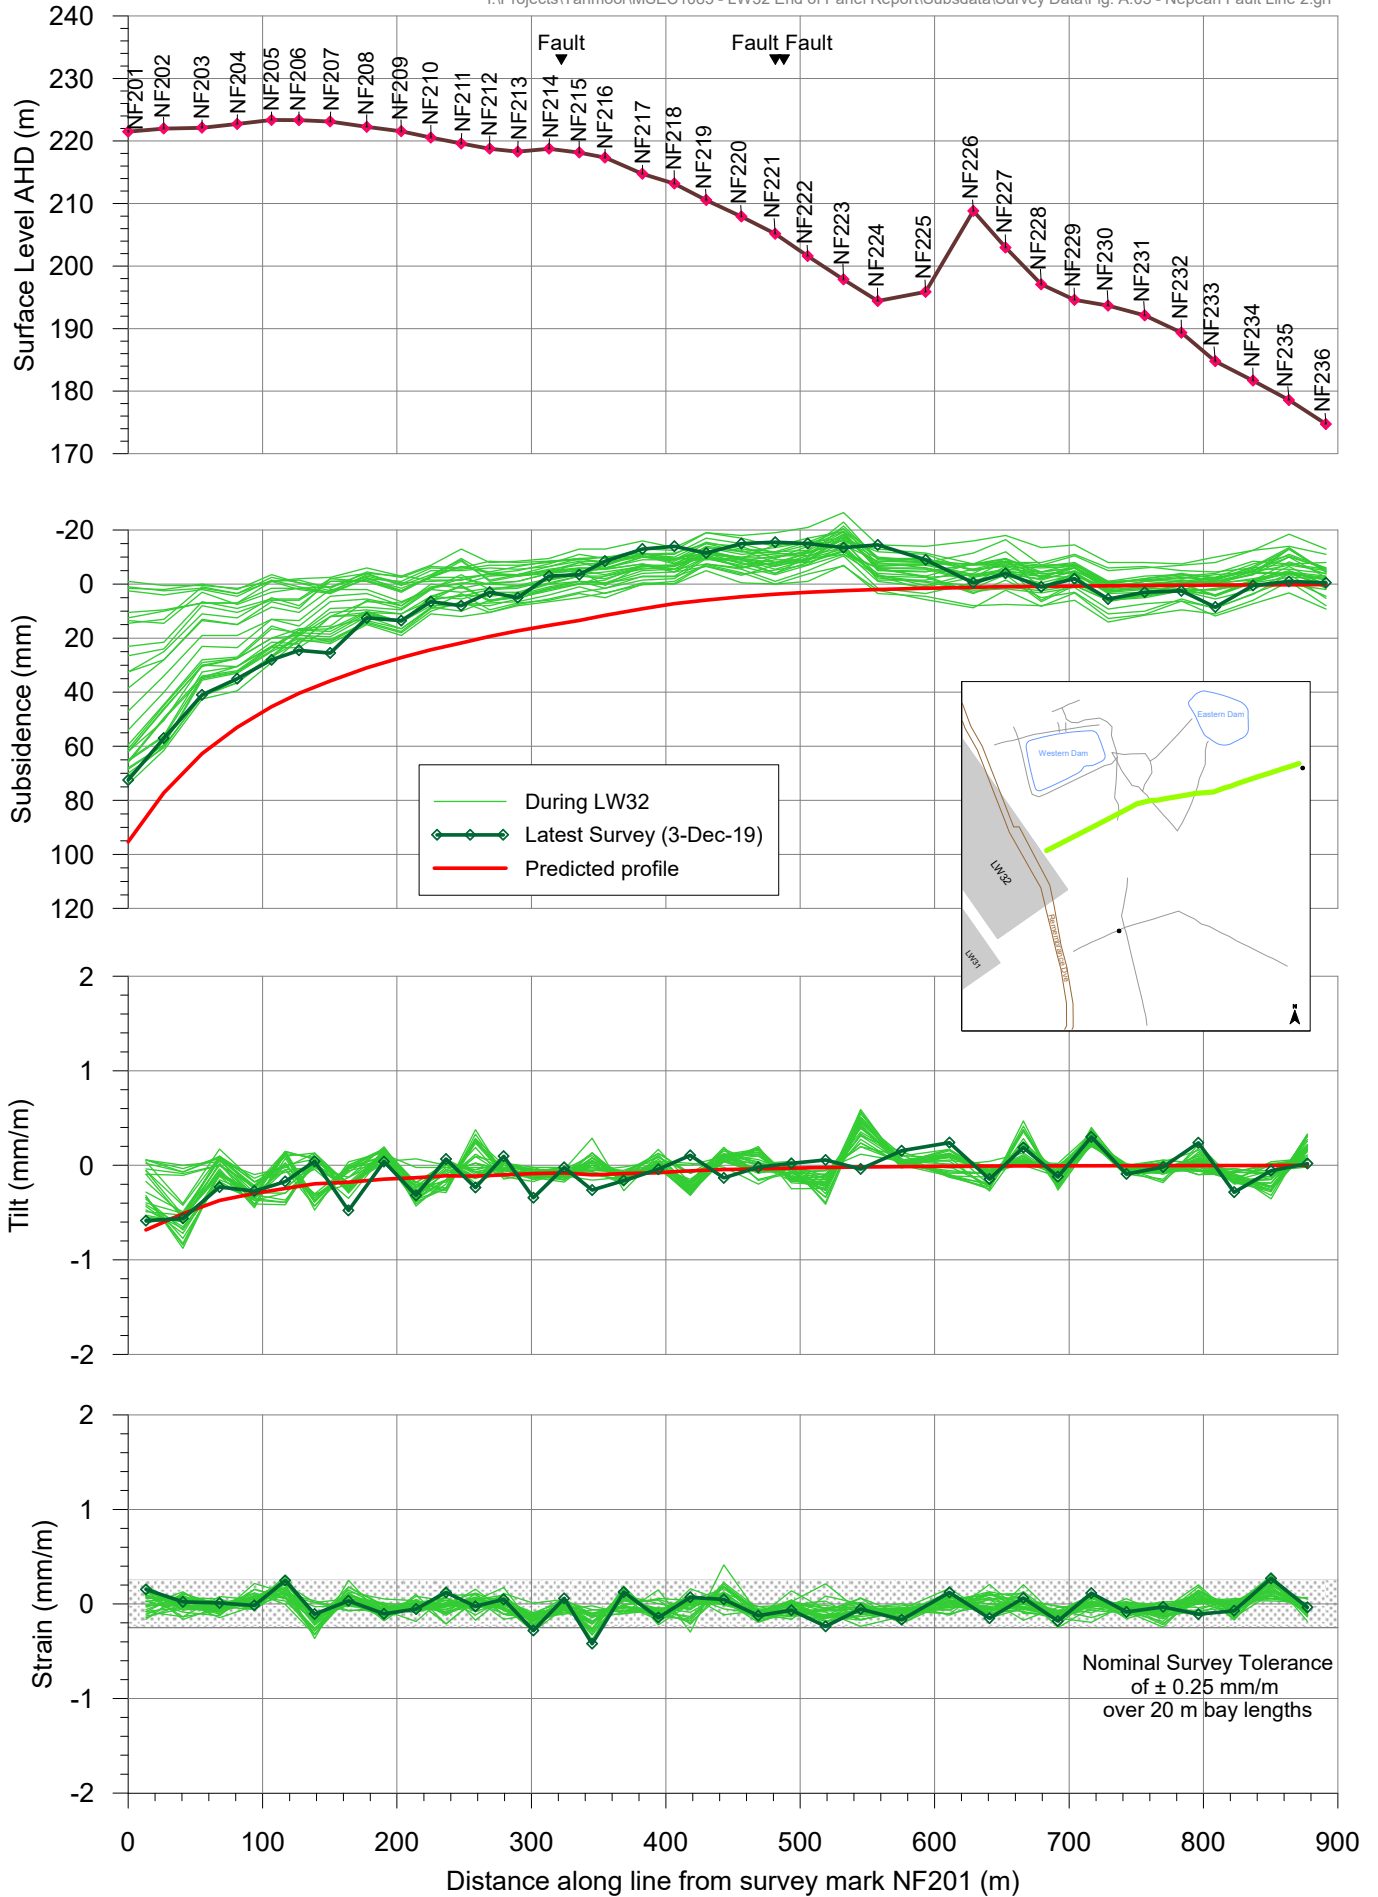 240
230
220
210
200
190
180
170
Surface Level AHD (m)
Fault
Fault Fault
NF201
NF202
NF203
NF204
NF205
NF206
NF207
NF208
NF209
NF210
NF211
NF212
NF213
NF214
NF215
NF216
NF217
NF218
NF219
NF220
NF221
NF222
NF223
NF224
NF225
NF226
NF227
NF228
NF229
NF230
NF231
NF232
NF233
NF234
NF235
NF236
-20
0
20
40
60
80
100
120
Subsidence (mm)
During LW32
Latest Survey (3-Dec-19)
Predicted profile
Eastern Dam
Western Dam
LW32
LW31
Remembrance Dve
N
2
1
0
-1
-2
Tilt (mm/m)
2
1
0
-1
-2
Strain (mm/m)
Nominal Survey Tolerance
of ± 0.25 mm/m
over 20 m bay lengths
0
100
200
300
400
500
600
700
800
900
Distance along line from survey mark NF201 (m)